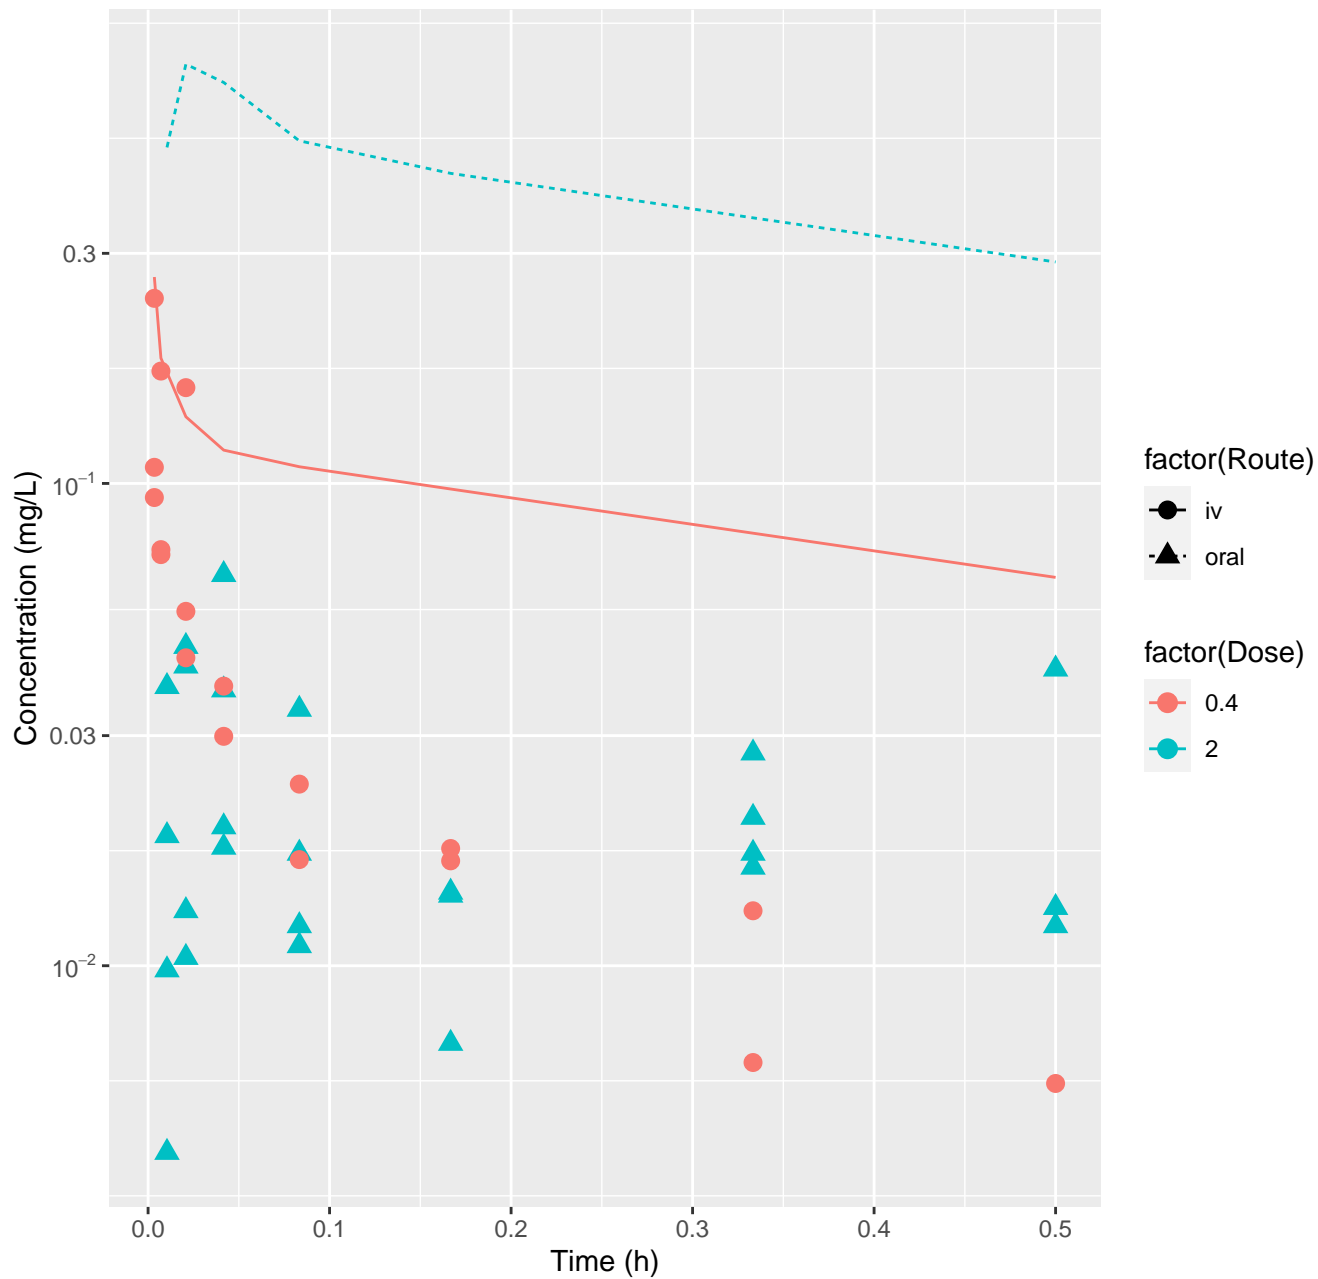 Concentration (mg/L)
0.3
10⁻¹
0.03
10⁻²
0.0 0.1 0.2 0.3 0.4 0.5
Time (h)
factor(Route)
iv
oral
factor(Dose)
0.4
2